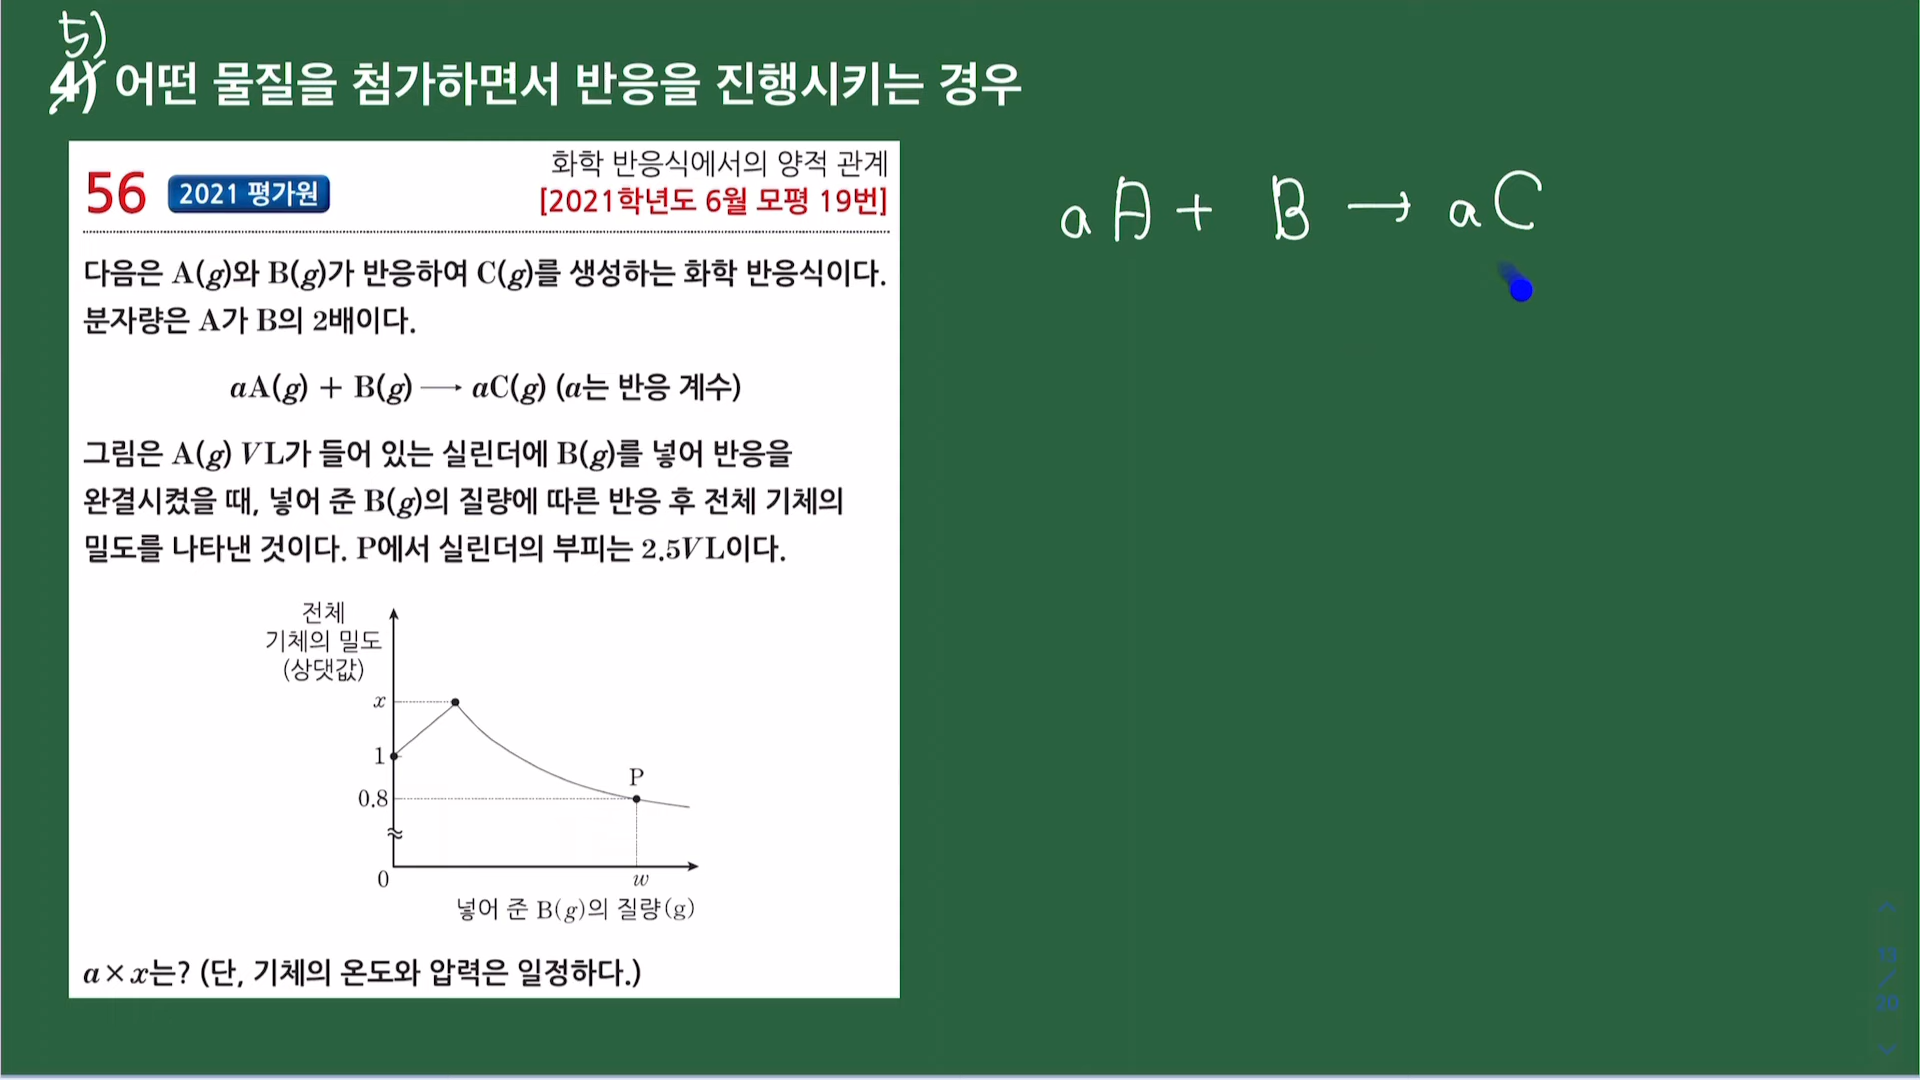 5)
4) 어떤 물질을 첨가하면서 반응을 진행시키는 경우
56 2021 평가원
화학 반응식에서의 양적 관계
[2021학년도 6월 모평 19번]
다음은 A(g)와 B(g)가 반응하여 C(g)를 생성하는 화학 반응식이다.
분자량은 A가 B의 2배이다.
aA(g) + B(g) ⟶ aC(g) (a는 반응 계수)
그림은 A(g) VL가 들어 있는 실린더에 B(g)를 넣어 반응을
완결시켰을 때, 넣어 준 B(g)의 질량에 따른 반응 후 전체 기체의
밀도를 나타낸 것이다. P에서 실린더의 부피는 2.5VL이다.
전체
기체의 밀도
(상댓값)
x
1
P
0.8
0
w
넣어 준 B(g)의 질량(g)
a×x는? (단, 기체의 온도와 압력은 일정하다.)
aA + B → aC
13
/
20